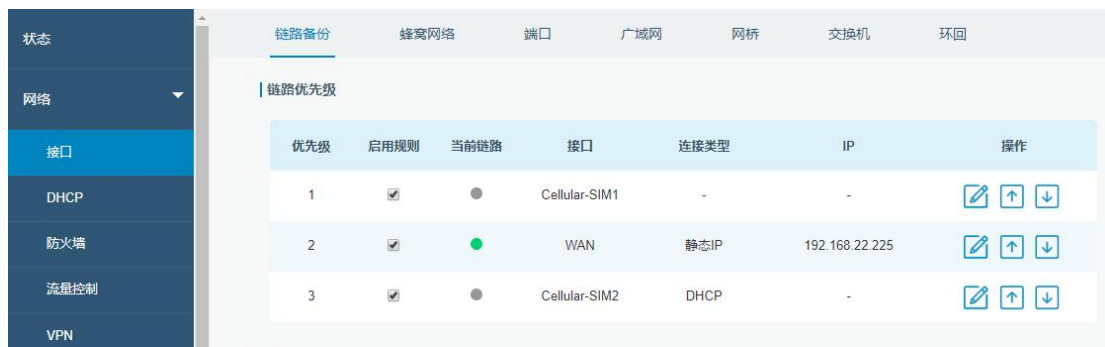 状态
网络
接口
DHCP
防火墙
流量控制
VPN
链路备份 蜂窝网络 端口 广域网 网桥 交换机 环回
链路优先级
优先级 启用规则 当前链路 接口 连接类型 IP 操作
1 Cellular-SIM1 - -
2 WAN 静态IP 192.168.22.225
3 Cellular-SIM2 DHCP -